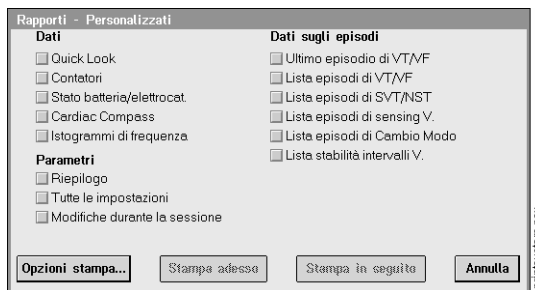 Rapporti - Personalizzati
Dati
Quick Look
Contatori
Stato batteria/elettrocat.
Cardiac Compass
Istogrammi di frequenza
Parametri
Riepilogo
Tutte le impostazioni
Modifiche durante la sessione
Dati sugli episodi
Ultimo episodio di VT/VF
Lista episodi di VT/VF
Lista episodi di SVT/NST
Lista episodi di sensing V.
Lista episodi di Cambio Modo
Lista stabilità intervalli V.
Opzioni stampa...
Stampa adesso
Stampa in seguito
Annulla